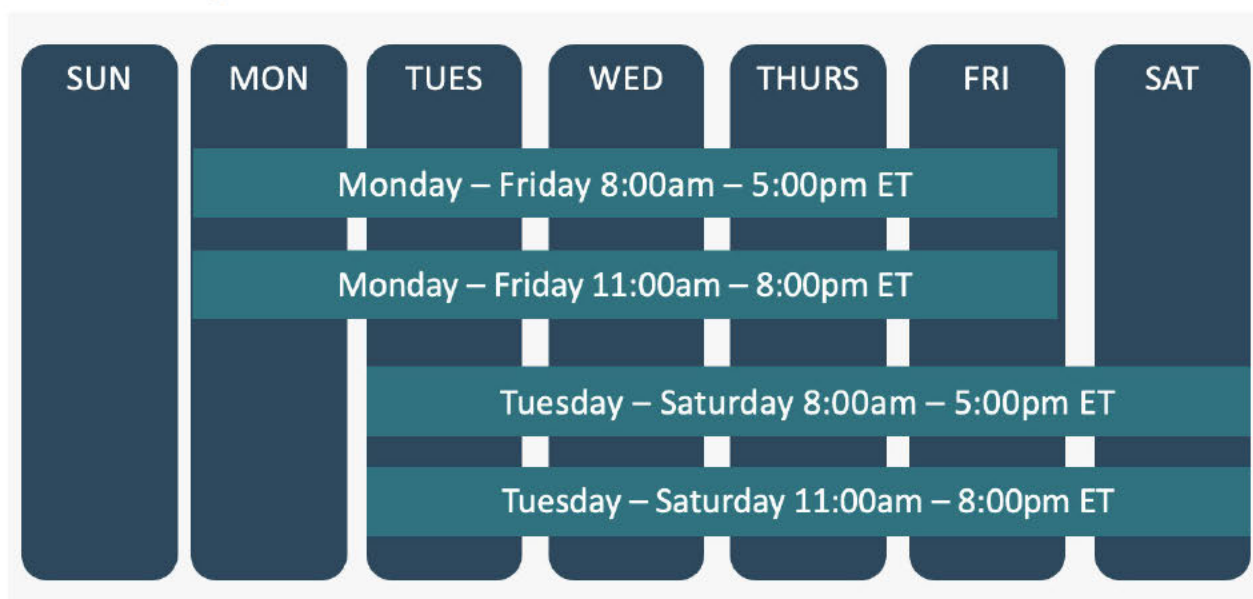 SUN MON TUES WED THURS FRI SAT
Monday – Friday 8:00am – 5:00pm ET
Monday – Friday 11:00am – 8:00pm ET
Tuesday – Saturday 8:00am – 5:00pm ET
Tuesday – Saturday 11:00am – 8:00pm ET